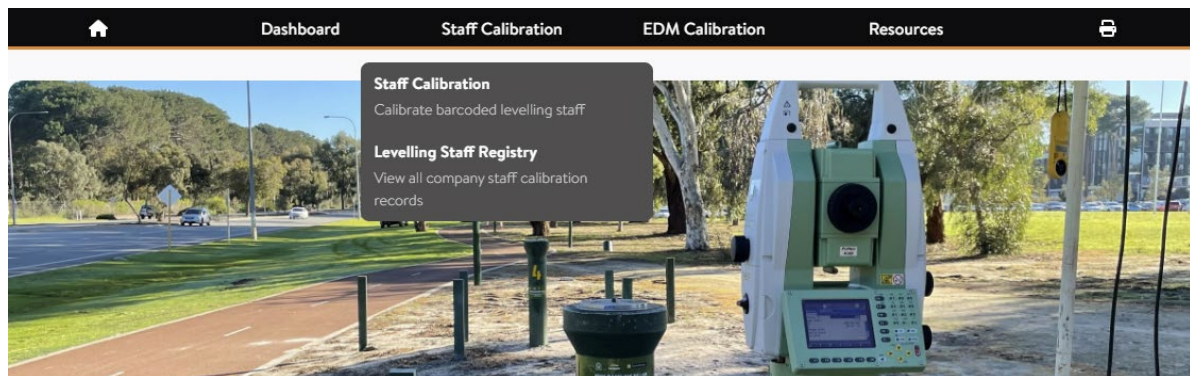 Dashboard
Staff Calibration
EDM Calibration
Resources
Staff Calibration
Calibrate barcoded levelling staff
Levelling Staff Registry
View all company staff calibration
records
4